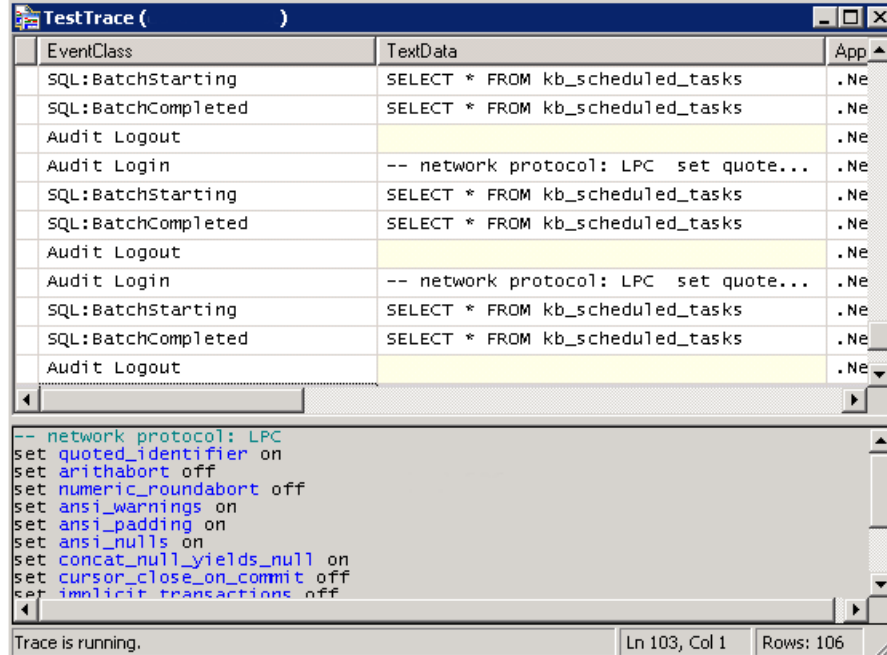 TestTrace ( )
EventClass TextData App
SQL:BatchStarting SELECT * FROM kb_scheduled_tasks .Ne
SQL:BatchCompleted SELECT * FROM kb_scheduled_tasks .Ne
Audit Logout .Ne
Audit Login -- network protocol: LPC set quote... .Ne
SQL:BatchStarting SELECT * FROM kb_scheduled_tasks .Ne
SQL:BatchCompleted SELECT * FROM kb_scheduled_tasks .Ne
Audit Logout .Ne
Audit Login -- network protocol: LPC set quote... .Ne
SQL:BatchStarting SELECT * FROM kb_scheduled_tasks .Ne
SQL:BatchCompleted SELECT * FROM kb_scheduled_tasks .Ne
Audit Logout .Ne
-- network protocol: LPC
set quoted_identifier on
set arithabort off
set numeric_roundabort off
set ansi_warnings on
set ansi_padding on
set ansi_nulls on
set concat_null_yields_null on
set cursor_close_on_commit off
set implicit_transactions off
Trace is running. Ln 103, Col 1 Rows: 106